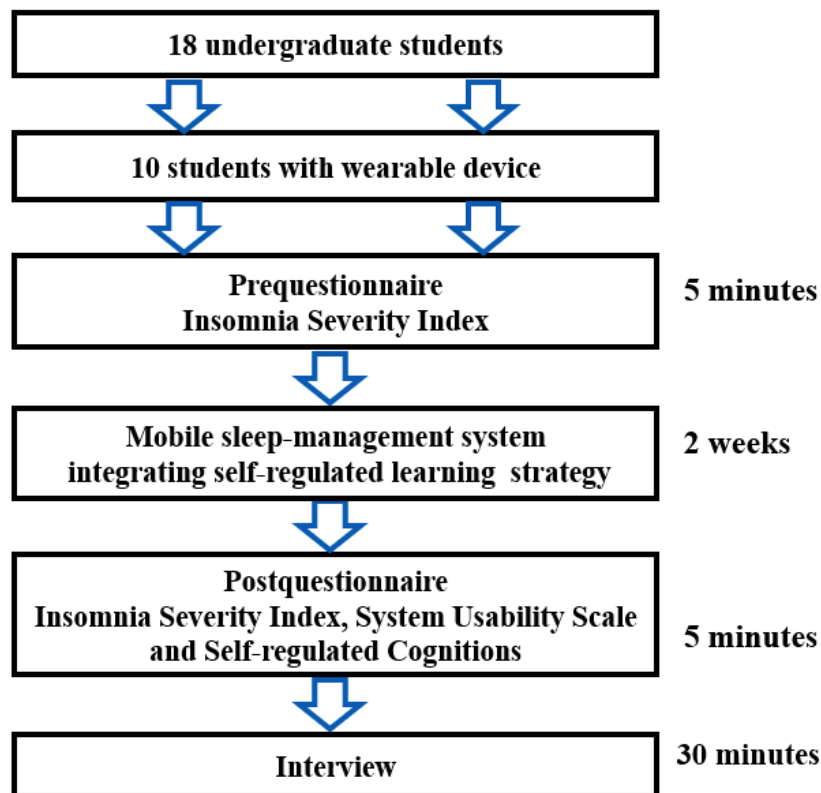 18 undergraduate students
10 students with wearable device
Prequestionnaire
Insomnia Severity Index
5 minutes
Mobile sleep-management system
integrating self-regulated learning strategy
2 weeks
Postquestionnaire
Insomnia Severity Index, System Usability Scale
and Self-regulated Cognitions
5 minutes
Interview
30 minutes